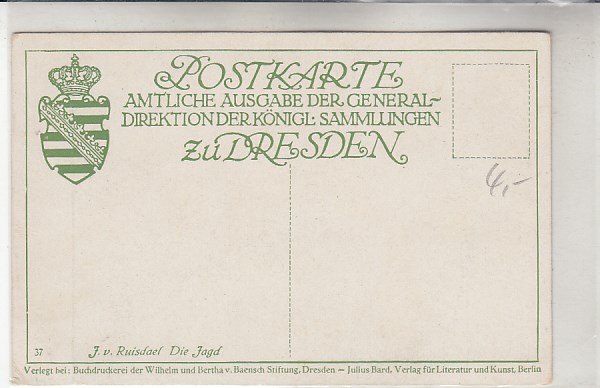 POSTKARTE
AMTLICHE AUSGABE DER GENERAL-
DIREKTION DER KÖNIGL: SAMMLUNGEN
ZU DRESDEN
4,-
37 J. v. Ruisdael Die Jagd
Verlegt bei: Buchdruckerei der Wilhelm und Bertha v. Baensch Stiftung, Dresden — Julius Bard, Verlag für Literatur und Kunst, Berlin